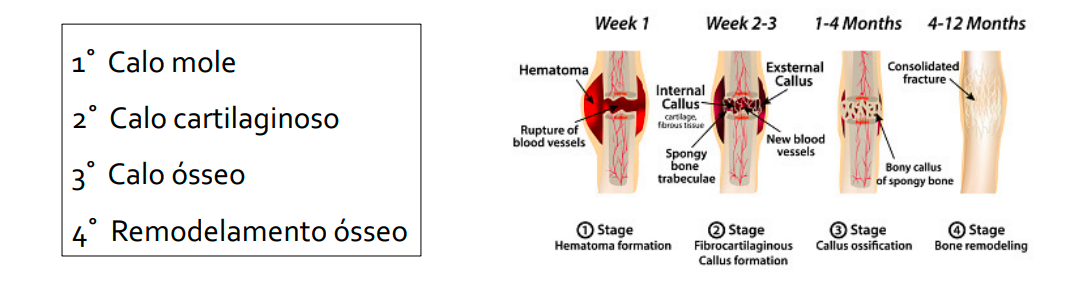 1° Calo mole
2° Calo cartilaginoso
3° Calo ósseo
4° Remodelamento ósseo
Week 1
Week 2-3
1-4 Months
4-12 Months
Hematoma
Rupture of
blood vessels
Internal
Callus
cartilage,
fibrous tissue
Exsternal
Callus
Spongy
bone
trabeculae
New blood
vessels
Bony callus
of spongy bone
Consolidated
fracture
1 Stage
Hematoma formation
2 Stage
Fibrocartilaginous
Callus formation
3 Stage
Callus ossification
4 Stage
Bone remodeling